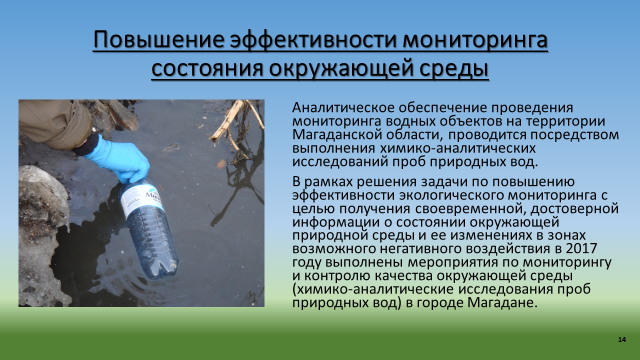 Повышение эффективности мониторинга
состояния окружающей среды
Аналитическое обеспечение проведения
мониторинга водных объектов на территории
Магаданской области, проводится посредством
выполнения химико-аналитических
исследований проб природных вод.
В рамках решения задачи по повышению
эффективности экологического мониторинга с
целью получения своевременной, достоверной
информации о состоянии окружающей
природной среды и ее изменениях в зонах
возможного негативного воздействия в 2017
году выполнены мероприятия по мониторингу
и контролю качества окружающей среды
(химико-аналитические исследования проб
природных вод) в городе Магадане.
14